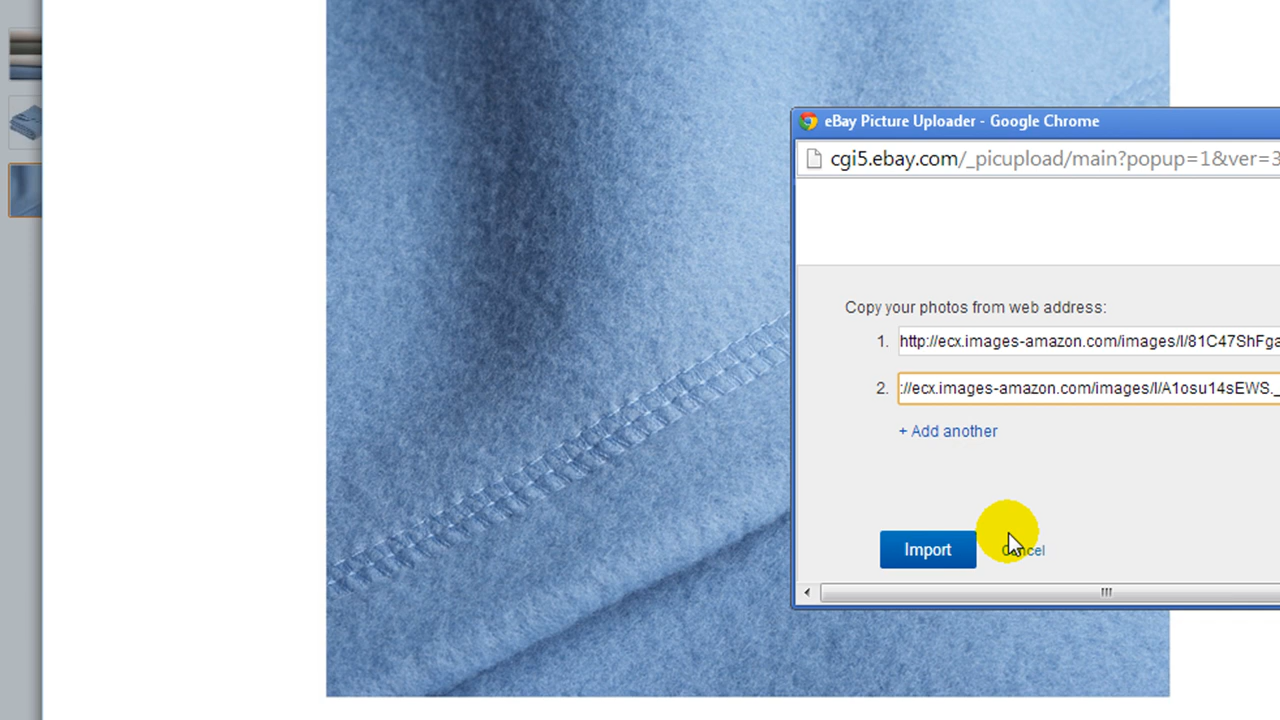 eBay Picture Uploader - Google Chrome
cgi5.ebay.com/_picupload/main?popup=1&ver=3
Copy your photos from web address:
1. http://ecx.images-amazon.com/images/I/81C47ShFga
2. ://ecx.images-amazon.com/images/I/A1osu14sEWS._
+ Add another
Import Cancel